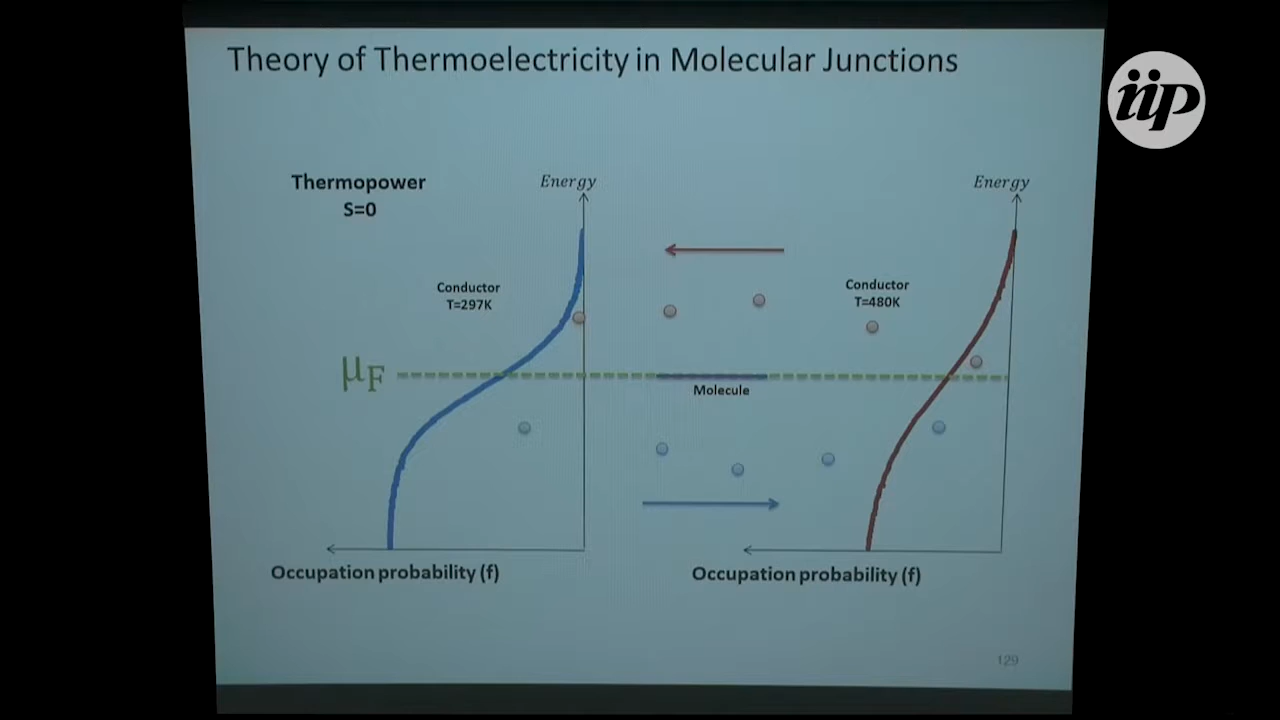 Theory of Thermoelectricity in Molecular Junctions
iip
Thermopower
S=0
Energy
Energy
Conductor
T=297K
Conductor
T=480K
μF
Molecule
Occupation probability (f)
Occupation probability (f)
129